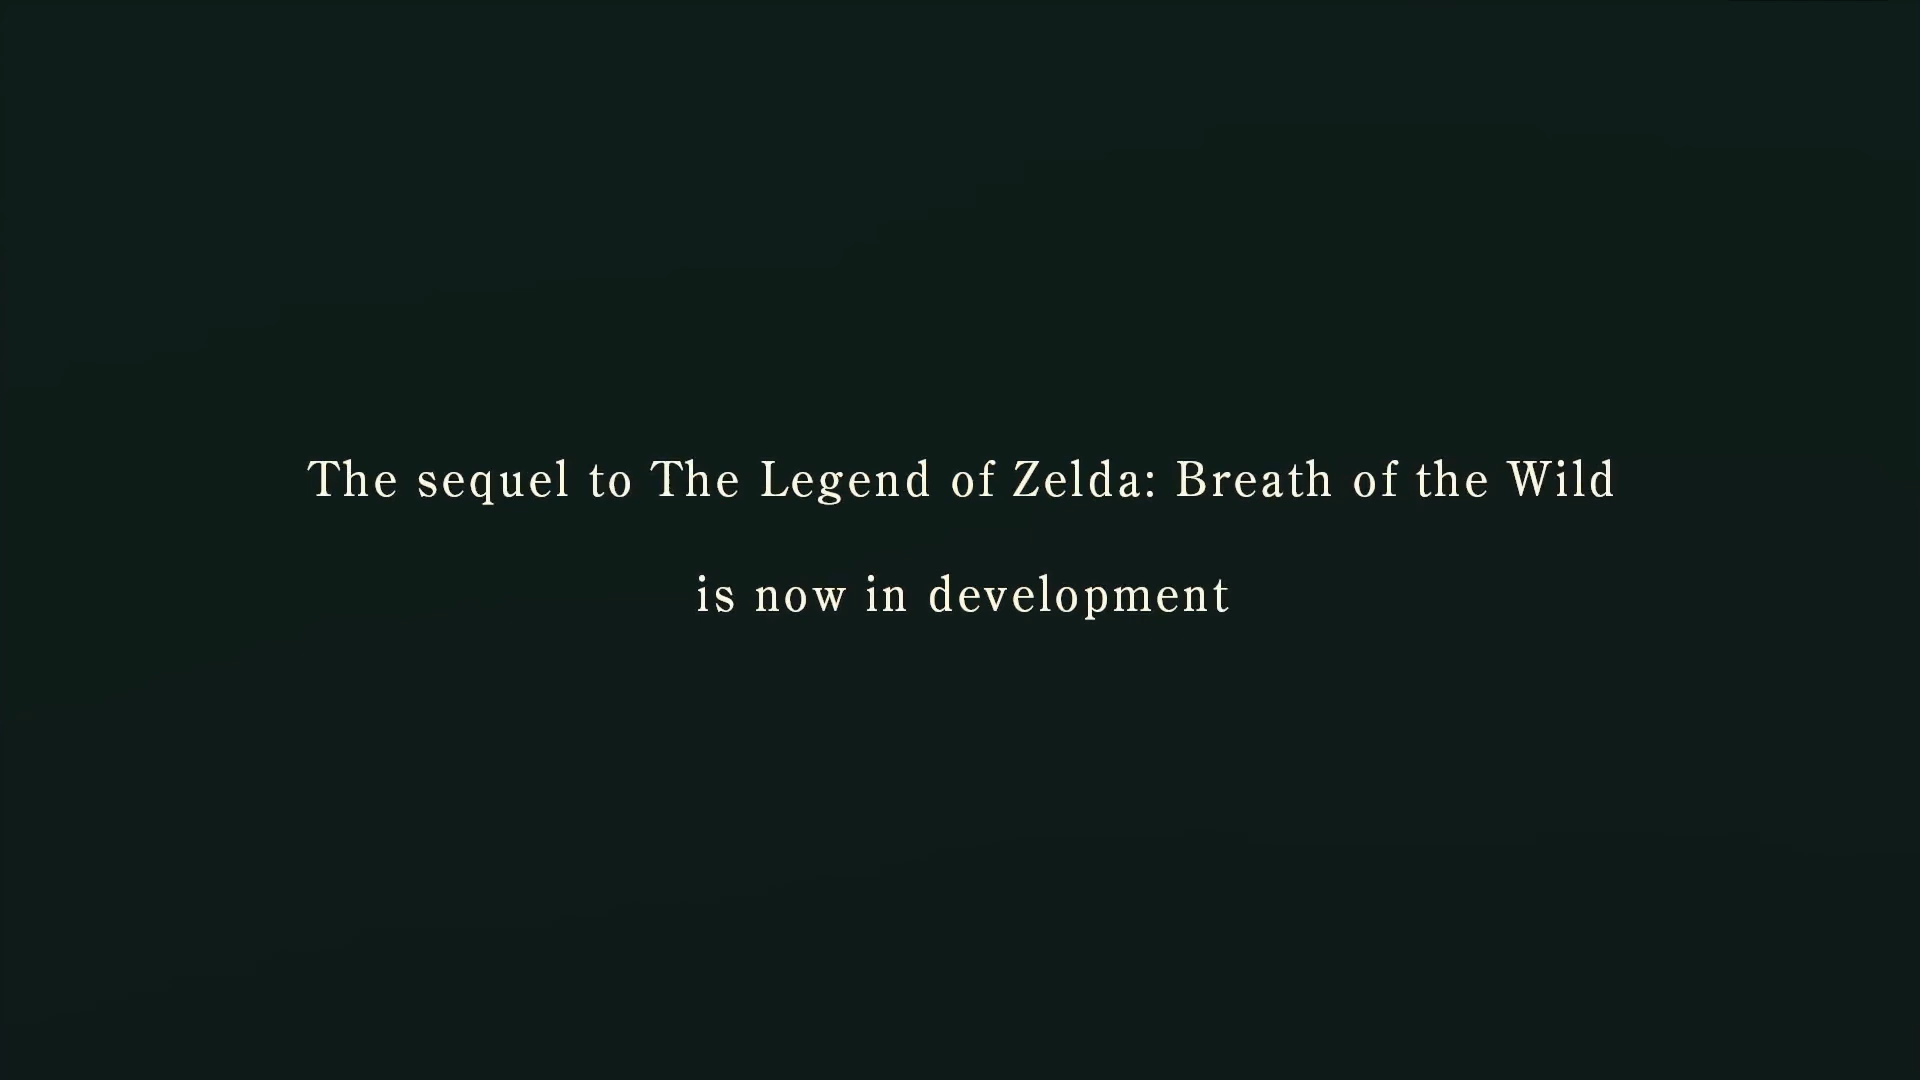 The sequel to The Legend of Zelda: Breath of the Wild
is now in development